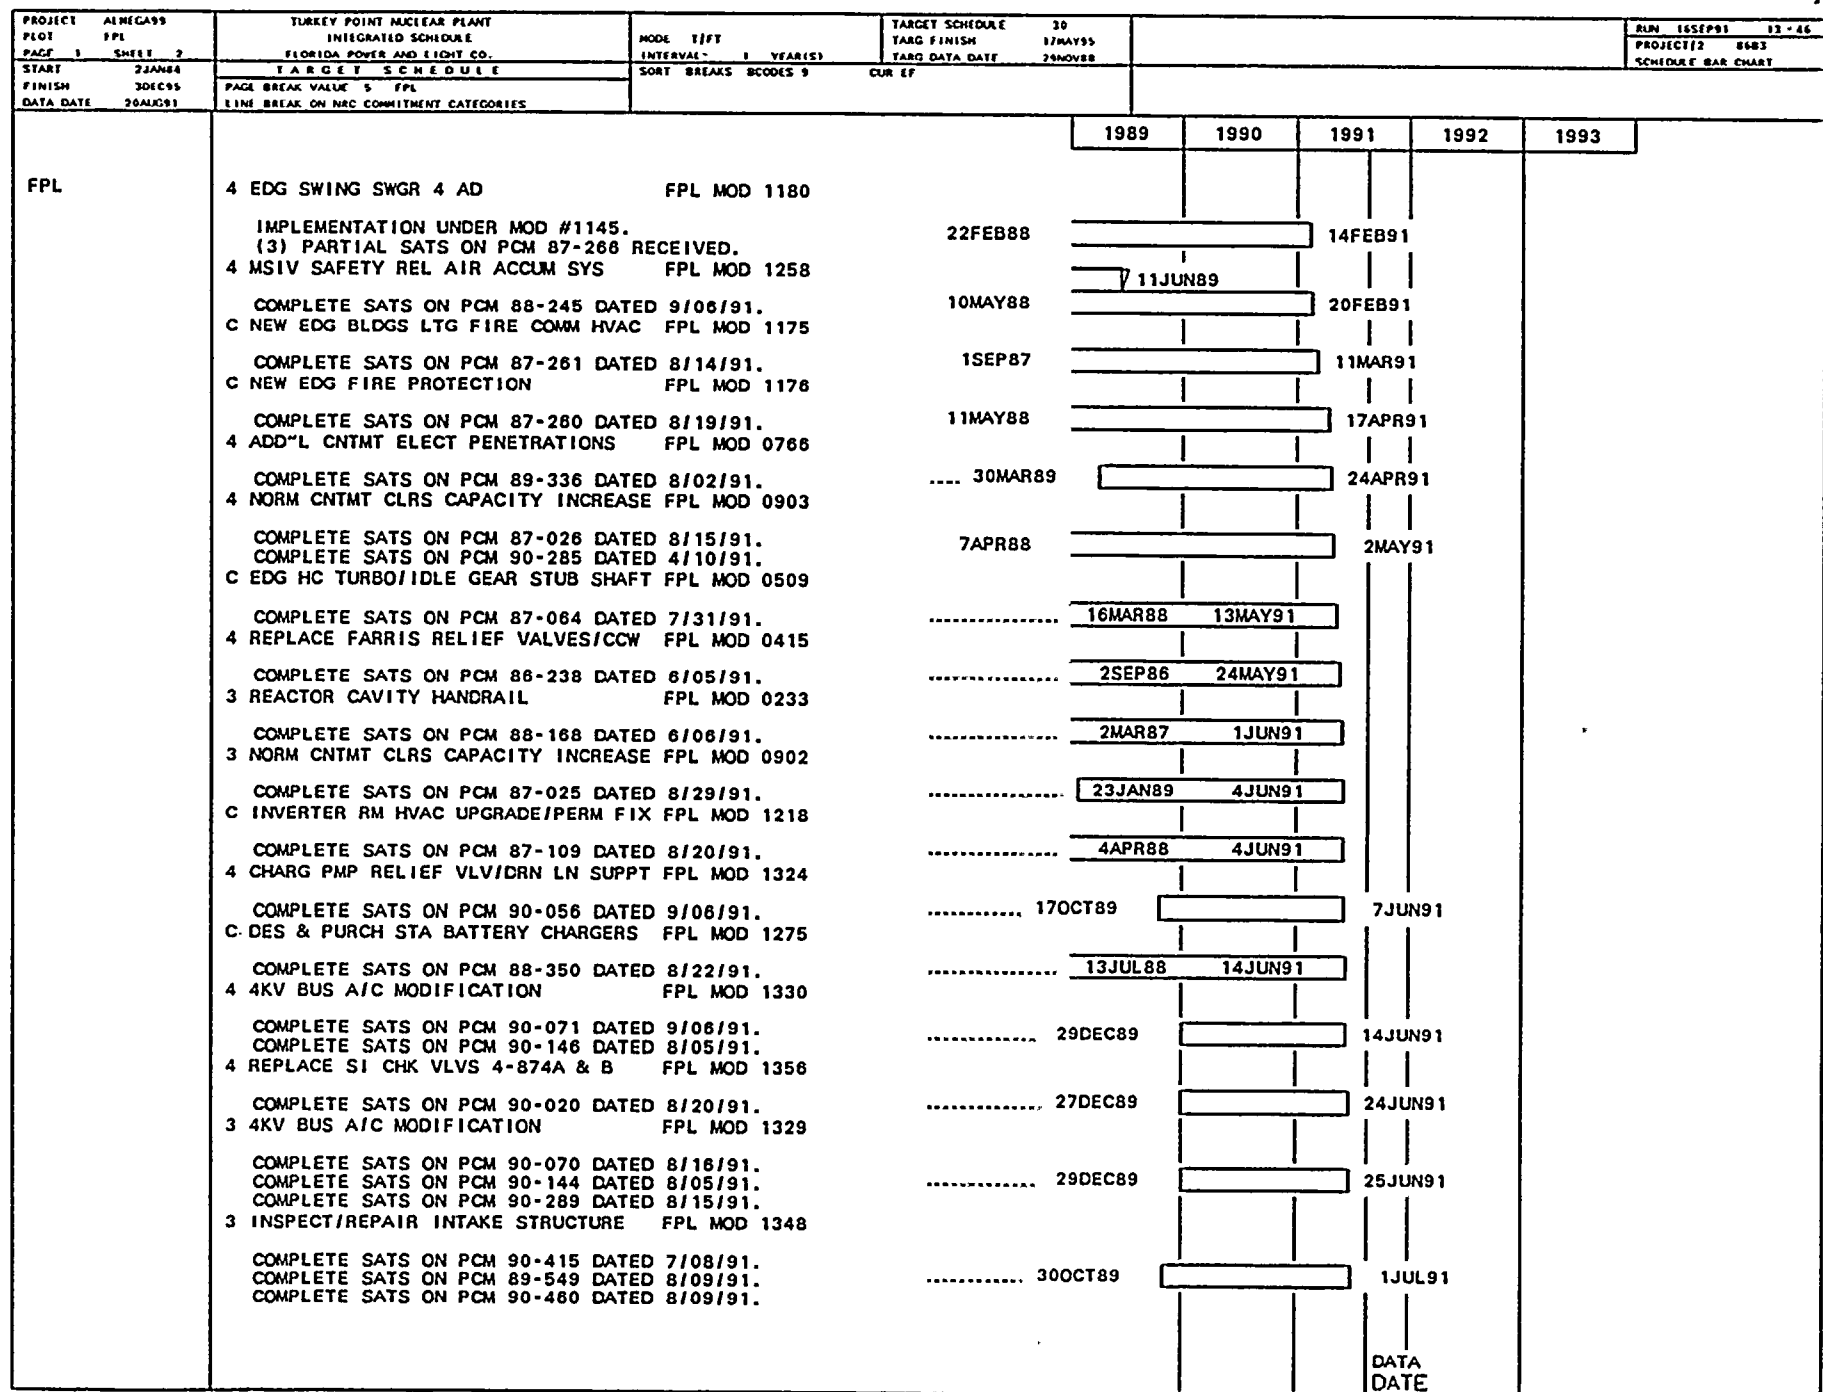 PROJECT ALMEGA99
PLOT FPL
PAGE 1 SHEET 2
START 2JAN84
FINISH 30EC95
DATA DATE 20AUG91
TURKEY POINT NUCLEAR PLANT
INTEGRATED SCHEDULE
FLORIDA POWER AND LIGHT CO.
TARGET SCHEDULE
PAGE BREAK VALUE 5 FPL
LINE BREAK ON NRC COMMITMENT CATEGORIES
MODE T/FT
INTERVAL- 1 YEAR(S)
SORT BREAKS BCODES 9 CUR EF
TARGET SCHEDULE 30
TARG FINISH 17MAY95
TARG DATA DATE 29NOV88
RUN 16SEP91 13-46
PROJECT/2 8683
SCHEDULE BAR CHART
1989 1990 1991 1992 1993
FPL
4 EDG SWING SWGR 4 AD FPL MOD 1180
IMPLEMENTATION UNDER MOD #1145. 22FEB88 14FEB91
(3) PARTIAL SATS ON PCM 87-266 RECEIVED.
4 MSIV SAFETY REL AIR ACCUM SYS FPL MOD 1258
11JUN89
COMPLETE SATS ON PCM 88-245 DATED 9/06/91. 10MAY88 20FEB91
C NEW EDG BLDGS LTG FIRE COMM HVAC FPL MOD 1175
COMPLETE SATS ON PCM 87-261 DATED 8/14/91. 1SEP87 11MAR91
C NEW EDG FIRE PROTECTION FPL MOD 1176
COMPLETE SATS ON PCM 87-260 DATED 8/19/91. 11MAY88 17APR91
4 ADD"L CNTMT ELECT PENETRATIONS FPL MOD 0766
COMPLETE SATS ON PCM 89-336 DATED 8/02/91. .... 30MAR89 24APR91
4 NORM CNTMT CLRS CAPACITY INCREASE FPL MOD 0903
COMPLETE SATS ON PCM 87-026 DATED 8/15/91. 7APR88 2MAY91
COMPLETE SATS ON PCM 90-285 DATED 4/10/91.
C EDG HC TURBO/IDLE GEAR STUB SHAFT FPL MOD 0509
COMPLETE SATS ON PCM 87-064 DATED 7/31/91. 16MAR88 13MAY91
4 REPLACE FARRIS RELIEF VALVES/CCW FPL MOD 0415
COMPLETE SATS ON PCM 86-238 DATED 6/05/91. 2SEP86 24MAY91
3 REACTOR CAVITY HANDRAIL FPL MOD 0233
COMPLETE SATS ON PCM 88-168 DATED 6/06/91. 2MAR87 1JUN91
3 NORM CNTMT CLRS CAPACITY INCREASE FPL MOD 0902
COMPLETE SATS ON PCM 87-025 DATED 8/29/91. 23JAN89 4JUN91
C INVERTER RM HVAC UPGRADE/PERM FIX FPL MOD 1218
COMPLETE SATS ON PCM 87-109 DATED 8/20/91. 4APR88 4JUN91
4 CHARG PMP RELIEF VLV/DRN LN SUPPT FPL MOD 1324
COMPLETE SATS ON PCM 90-056 DATED 9/06/91. 17OCT89 7JUN91
C DES & PURCH STA BATTERY CHARGERS FPL MOD 1275
COMPLETE SATS ON PCM 88-350 DATED 8/22/91. 13JUL88 14JUN91
4 4KV BUS A/C MODIFICATION FPL MOD 1330
COMPLETE SATS ON PCM 90-071 DATED 9/06/91. 29DEC89 14JUN91
COMPLETE SATS ON PCM 90-146 DATED 8/05/91.
4 REPLACE SI CHK VLVS 4-874A & B FPL MOD 1356
COMPLETE SATS ON PCM 90-020 DATED 8/20/91. 27DEC89 24JUN91
3 4KV BUS A/C MODIFICATION FPL MOD 1329
COMPLETE SATS ON PCM 90-070 DATED 8/16/91.
COMPLETE SATS ON PCM 90-144 DATED 8/05/91. 29DEC89 25JUN91
COMPLETE SATS ON PCM 90-289 DATED 8/15/91.
3 INSPECT/REPAIR INTAKE STRUCTURE FPL MOD 1348
COMPLETE SATS ON PCM 90-415 DATED 7/08/91.
COMPLETE SATS ON PCM 89-549 DATED 8/09/91. 30OCT89 1JUL91
COMPLETE SATS ON PCM 90-460 DATED 8/09/91.
DATA
DATE